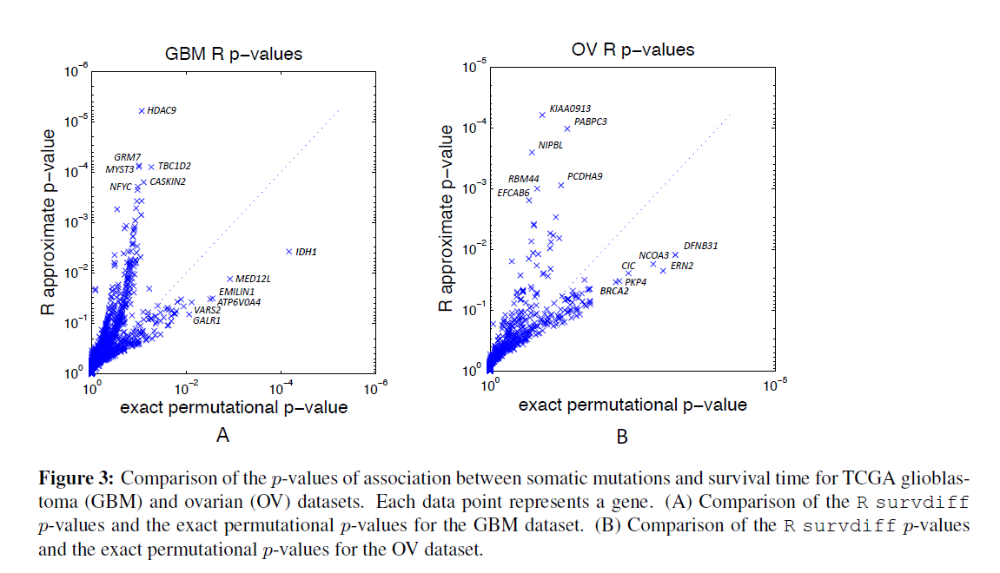 GBM R p−values
10^-6
10^-5
10^-4
10^-3
10^-2
10^-1
10^0
R approximate p−value
HDAC9
GRM7
MYST3
TBC1D2
NFYC
CASKIN2
IDH1
MED12L
EMILIN1
ATP6V0A4
VARS2
GALR1
10^0
10^-2
10^-4
10^-6
exact permutational p−value
A
OV R p−values
10^-5
10^-4
10^-3
10^-2
10^-1
10^0
R approximate p−value
KIAA0913
PABPC3
NIPBL
RBM44
PCDHA9
EFCAB6
DFNB31
NCOA3
ERN2
CIC
PKP4
BRCA2
10^0
10^-5
exact permutational p−value
B
Figure 3: Comparison of the p-values of association between somatic mutations and survival time for TCGA glioblas-
toma (GBM) and ovarian (OV) datasets. Each data point represents a gene. (A) Comparison of the R survdiff
p-values and the exact permutational p-values for the GBM dataset. (B) Comparison of the R survdiff p-values
and the exact permutational p-values for the OV dataset.